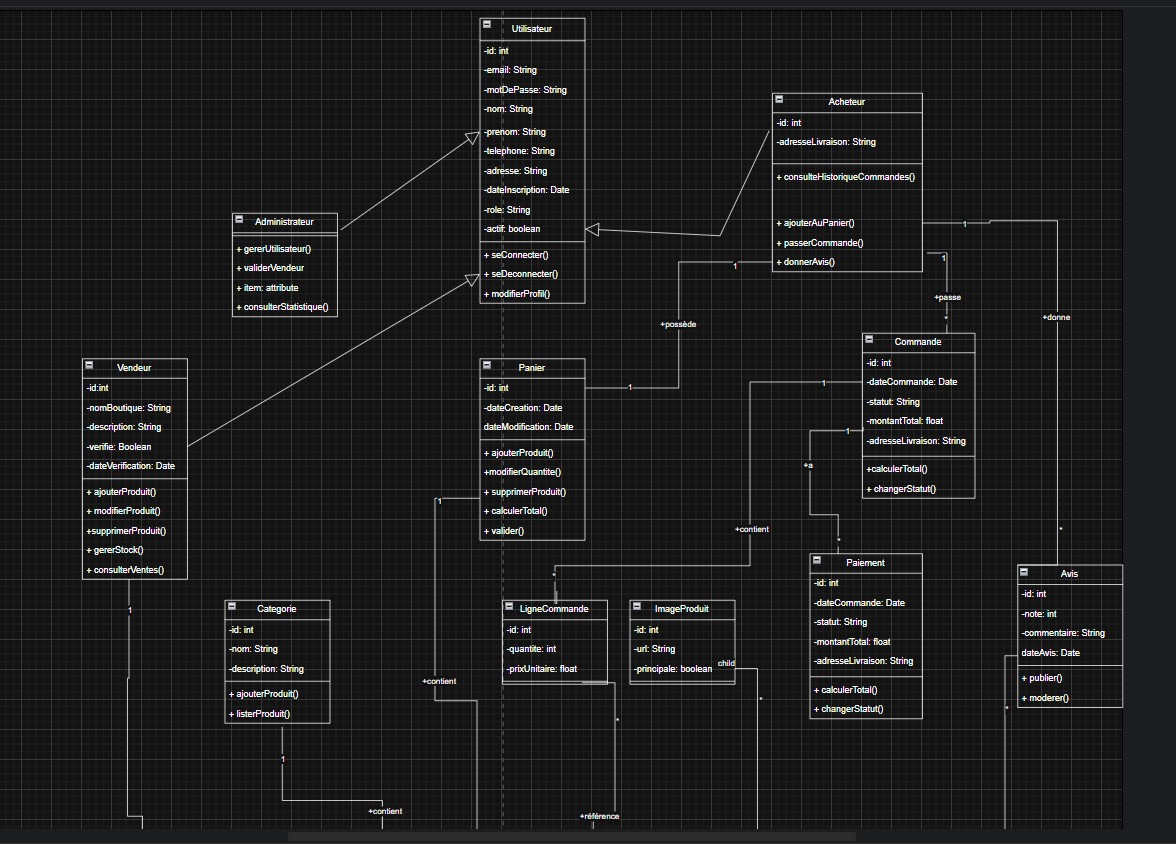 Utilisateur
-id: int
-email: String
-motDePasse: String
-nom: String
-prenom: String
-telephone: String
-adresse: String
-dateInscription: Date
-role: String
-actif: boolean
+ seConnecter()
+ seDeconnecter()
+ modifierProfil()
Acheteur
-id: int
-adresseLivraison: String
+ consulteHistoriqueCommandes()
+ ajouterAuPanier()
+ passerCommande()
+ donnerAvis()
1
1
1
+passe
*
+donne
*
+possède
1
Administrateur
+ gererUtilisateur()
+ validerVendeur
+ item: attribute
+ consulterStatistique()
Vendeur
-id:int
-nomBoutique: String
-description: String
-verifie: Boolean
-dateVerification: Date
+ ajouterProduit()
+ modifierProduit()
+supprimerProduit()
+ gererStock()
+ consulterVentes()
1
Panier
-id: int
-dateCreation: Date
dateModification: Date
+ ajouterProduit()
+modifierQuantite()
+ supprimerProduit()
+ calculerTotal()
+ valider()
1
+contient
Commande
-id: int
-dateCommande: Date
-statut: String
-montantTotal: float
-adresseLivraison: String
+calculerTotal()
+ changerStatut()
1
1
+a
*
+contient
*
Categorie
-id: int
-nom: String
-description: String
+ ajouterProduit()
+ listerProduit()
1
+contient
LigneCommande
-id: int
-quantite: int
-prixUnitaire: float
*
+référence
ImageProduit
-id: int
-url: String
-principale: boolean
child
*
Paiement
-id: int
-dateCommande: Date
-statut: String
-montantTotal: float
-adresseLivraison: String
+ calculerTotal()
+ changerStatut()
Avis
-id: int
-note: int
-commentaire: String
dateAvis: Date
+ publier()
+ moderer()
*